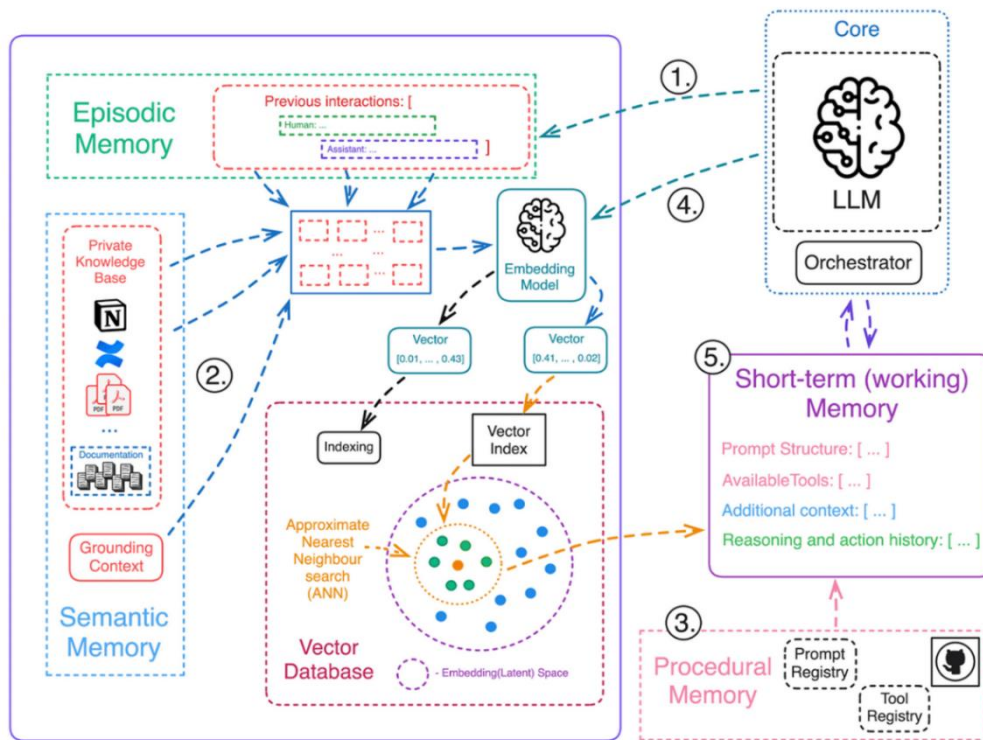 Core
LLM
Orchestrator
1.
Episodic
Memory
Previous interactions: [
Human: ...
Assistant: ...
]
4.
Private
Knowledge
Base
N
PDF
PDF
PDF
...
Documentation
Grounding
Context
Semantic
Memory
2.
...
... ...
...
Embedding
Model
Vector
[0.01, ... , 0.43]
Vector
[0.41, ... , 0.02]
Indexing
Vector
Index
Approximate
Nearest
Neighbour
search
(ANN)
Vector
Database
- Embedding(Latent) Space
5.
Short-term (working)
Memory
Prompt Structure: [ ... ]
AvailableTools: [ ... ]
Additional context: [ ... ]
Reasoning and action history: [ ... ]
3.
Procedural
Memory
Prompt
Registry
Tool
Registry